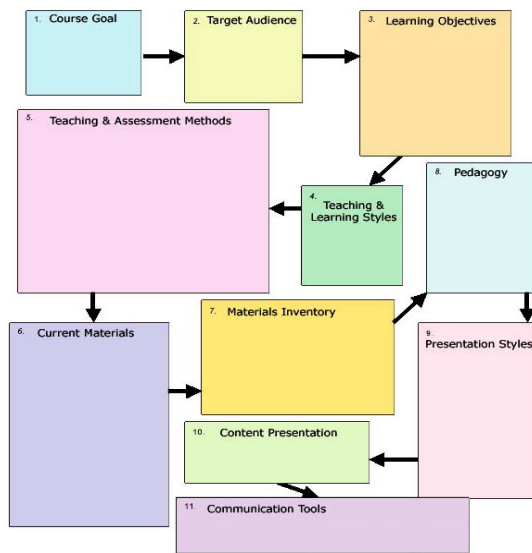 1. Course Goal
2. Target Audience
3. Learning Objectives
4. Teaching &
Learning Styles
5. Teaching & Assessment Methods
6. Current Materials
7. Materials Inventory
8. Pedagogy
9. Presentation Styles
10. Content Presentation
11. Communication Tools